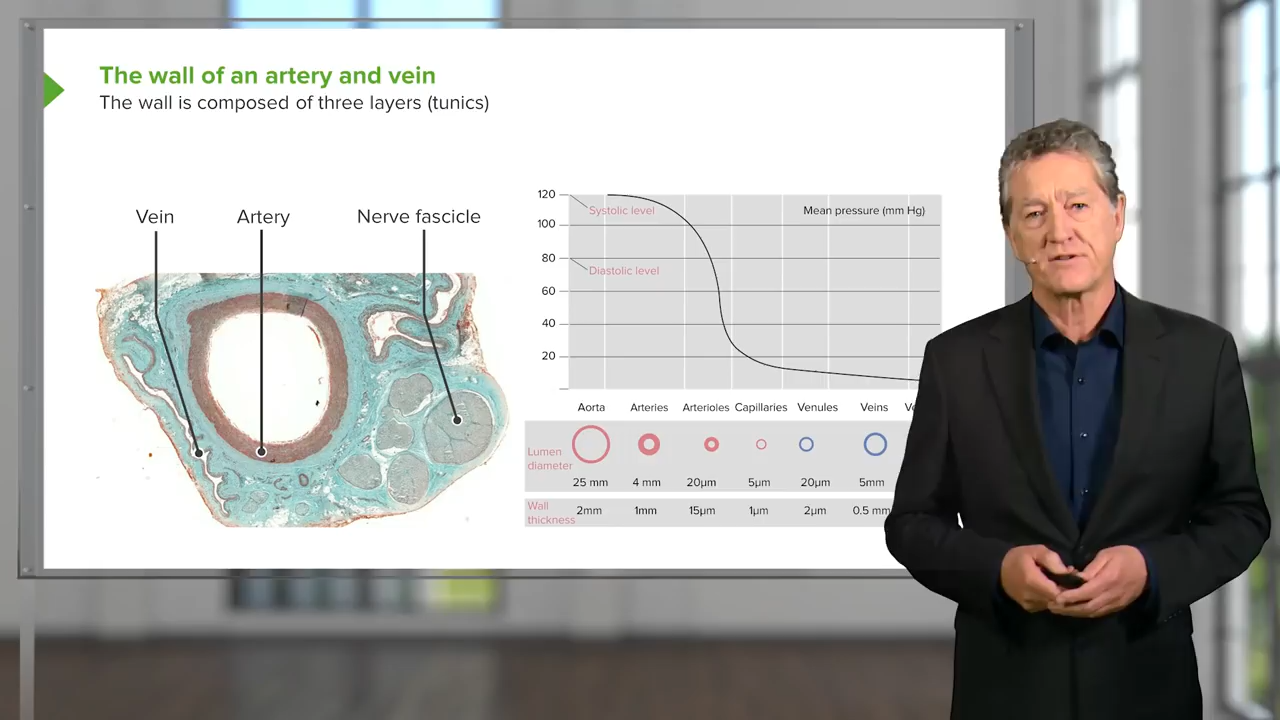 The wall of an artery and vein
The wall is composed of three layers (tunics)
Vein
Artery
Nerve fascicle
120
100
80
60
40
20
Systolic level
Diastolic level
Mean pressure (mm Hg)
Aorta Arteries Arterioles Capillaries Venules Veins
Lumen
diameter
25 mm 4 mm 20µm 5µm 20µm 5mm
Wall
thickness
2mm 1mm 15µm 1µm 2µm 0.5 mm